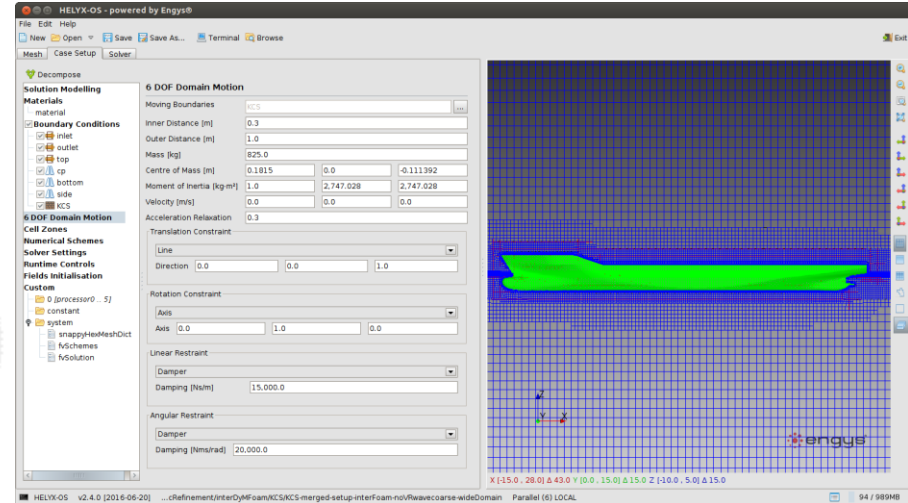 HELYX-OS - powered by Engys®
File Edit Help
New Open Save Save As... Terminal Browse Exit
Mesh Case Setup Solver
Decompose
Solution Modelling
Materials
material
Boundary Conditions
inlet
outlet
top
cp
bottom
side
KCS
6 DOF Domain Motion
Cell Zones
Numerical Schemes
Solver Settings
Runtime Controls
Fields Initialisation
Custom
0 [processor0 ... 5]
constant
system
snappyHexMeshDict
fvSchemes
fvSolution
6 DOF Domain Motion
Moving Boundaries KCS ...
Inner Distance [m] 0.3
Outer Distance [m] 1.0
Mass [kg] 825.0
Centre of Mass [m] 0.1815 0.0 -0.111392
Moment of Inertia [kg·m²] 1.0 2,747.028 2,747.028
Velocity [m/s] 0.0 0.0 0.0
Acceleration Relaxation 0.3
Translation Constraint
Line
Direction 0.0 0.0 1.0
Rotation Constraint
Axis
Axis 0.0 1.0 0.0
Linear Restraint
Damper
Damping [Ns/m] 15,000.0
Angular Restraint
Damper
Damping [Nms/rad] 20,000.0
Z
Y X
engys
X [-15.0 , 28.0] Δ 43.0 Y [0.0 , 15.0] Δ 15.0 Z [-10.0 , 5.0] Δ 15.0
HELYX-OS v2.4.0 [2016-06-20] ...cRefinement/interDyMFoam/KCS/KCS-merged-setup-interFoam-noVRwavecoarse-wideDomain Parallel (6) LOCAL 94 / 989MB